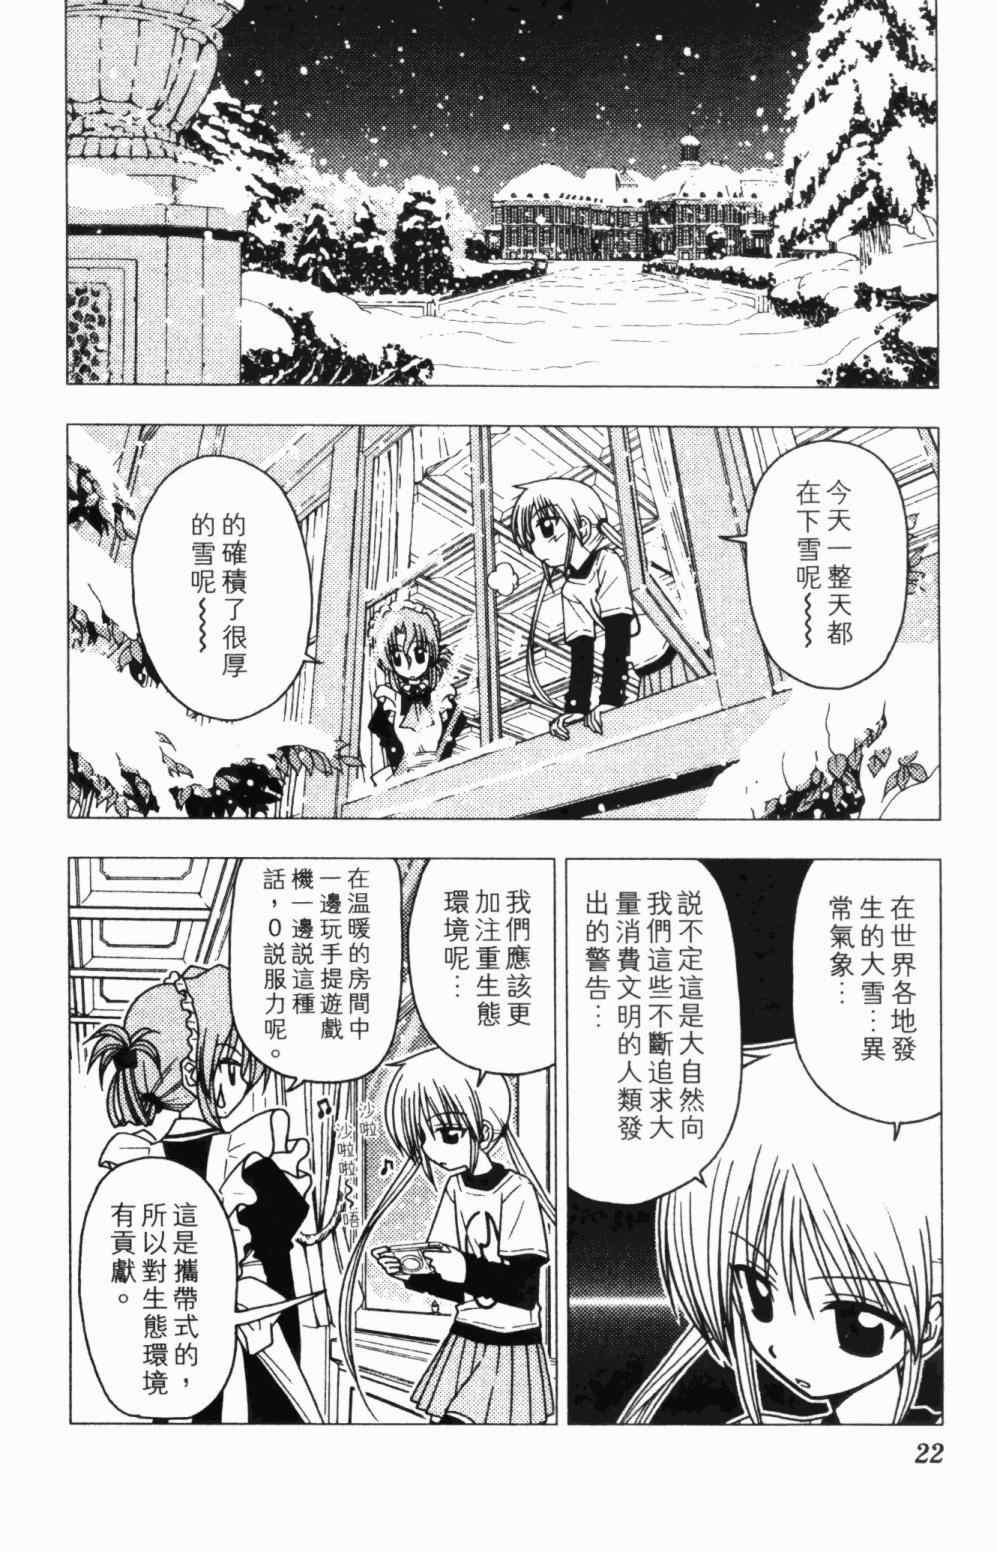 今天一整天都
在下雪呢～～～
的確積了很厚
的雪呢～～～
在世界各地發
生的大雪…異
常氣象…
說不定這是大自然向
我們這些不斷追求大
量消費文明的人類發
出的警告…
我們應該更
加注重生態
環境呢…
在溫暖的房間中
一邊玩手提遊戲
機一邊說這種
話，0說服力呢。
沙啦
沙啦啦～～唔
這是攜帶式的，
所以對生態環境
有貢獻。
22